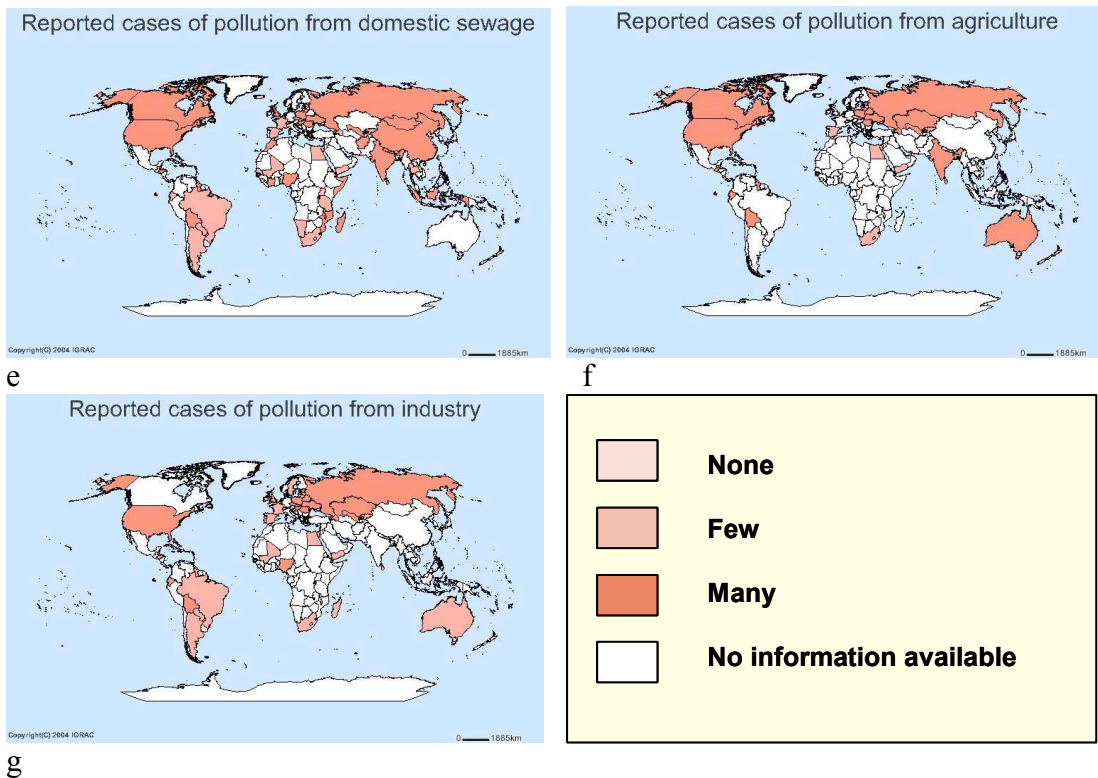 Reported cases of pollution from domestic sewage
Copyright(C) 2004 IGRAC
0 1885km
e
Reported cases of pollution from agriculture
Copyright(C) 2004 IGRAC
0 1885km
f
Reported cases of pollution from industry
Copyright(C) 2004 IGRAC
0 1885km
g
None
Few
Many
No information available